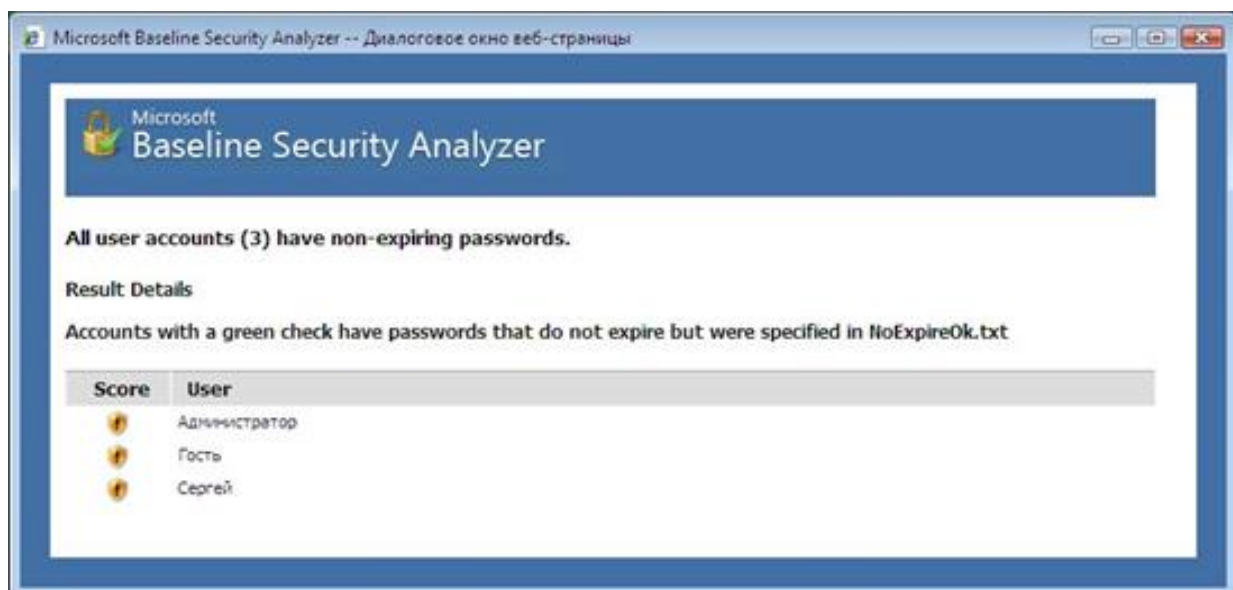 Microsoft Baseline Security Analyzer -- Диалоговое окно веб-страницы
Microsoft
Baseline Security Analyzer
All user accounts (3) have non-expiring passwords.
Result Details
Accounts with a green check have passwords that do not expire but were specified in NoExpireOk.txt
Score User
Администратор
Гость
Сергей